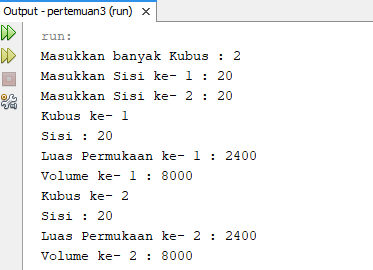 Output - pertemuan3 (run)
run:
Masukkan banyak Kubus : 2
Masukkan Sisi ke- 1 : 20
Masukkan Sisi ke- 2 : 20
Kubus ke- 1
Sisi : 20
Luas Permukaan ke- 1 : 2400
Volume ke- 1 : 8000
Kubus ke- 2
Sisi : 20
Luas Permukaan ke- 2 : 2400
Volume ke- 2 : 8000